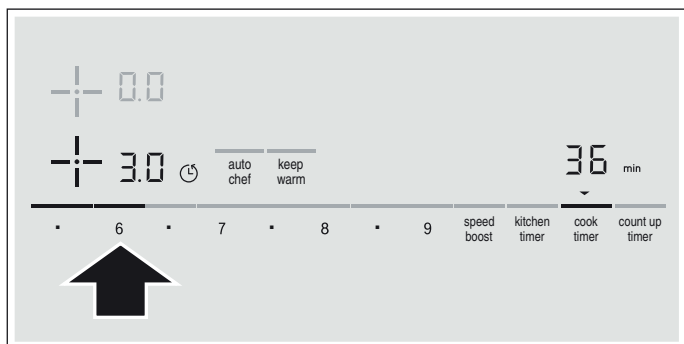 0.0
3.0 auto chef keep warm 36 min
· 6 · 7 · 8 · 9 speed boost kitchen timer cook timer count up timer